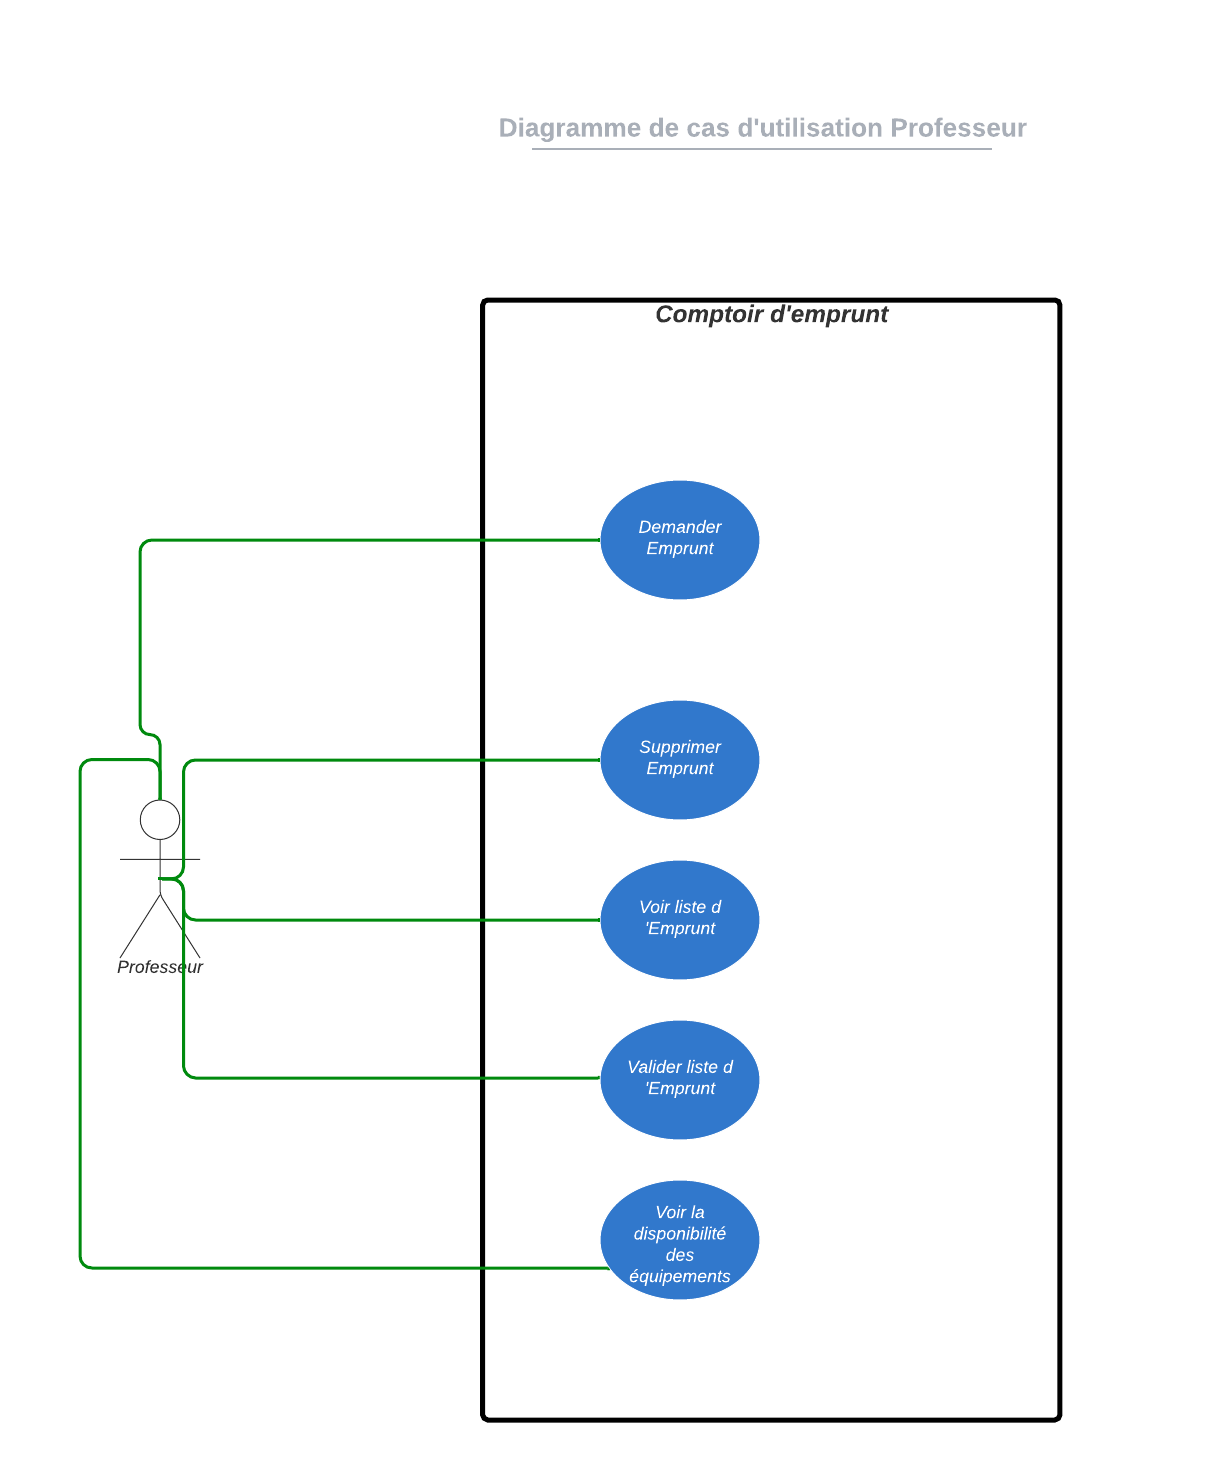 Diagramme de cas d'utilisation Professeur
Comptoir d'emprunt
Demander
Emprunt
Supprimer
Emprunt
Voir liste d
'Emprunt
Professeur
Valider liste d
'Emprunt
Voir la
disponibilité
des
équipements